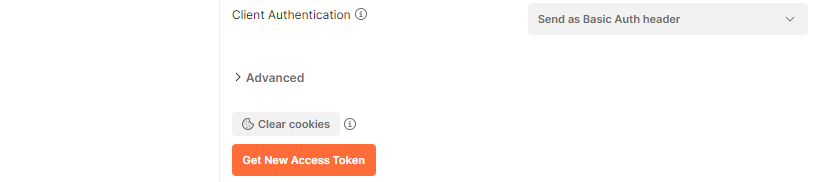 Client Authentication
Send as Basic Auth header
Advanced
Clear cookies
Get New Access Token